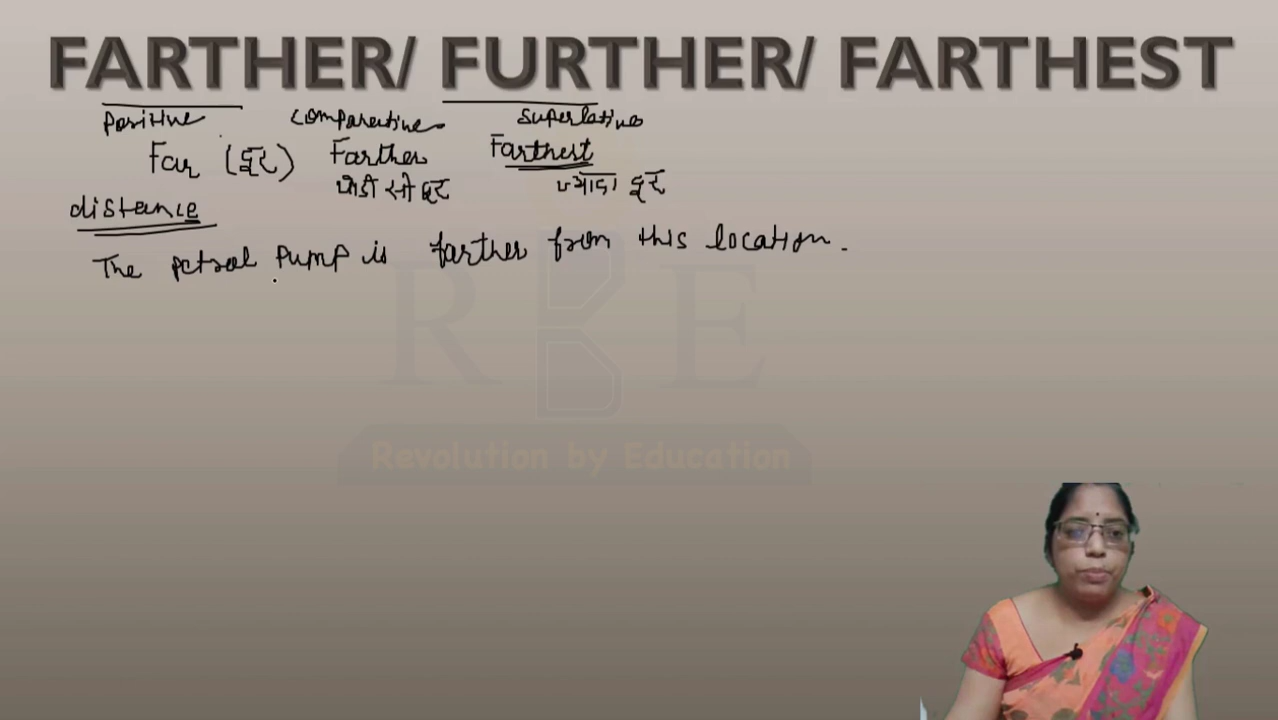 FARTHER/ FURTHER/ FARTHEST
Positive Comparative Superlative
Far (दूर) Farther Farthest
थोडी सी दूर ज्यादा दूर
distance
The petrol Pump is farther from this location.
RBE
Revolution by Education